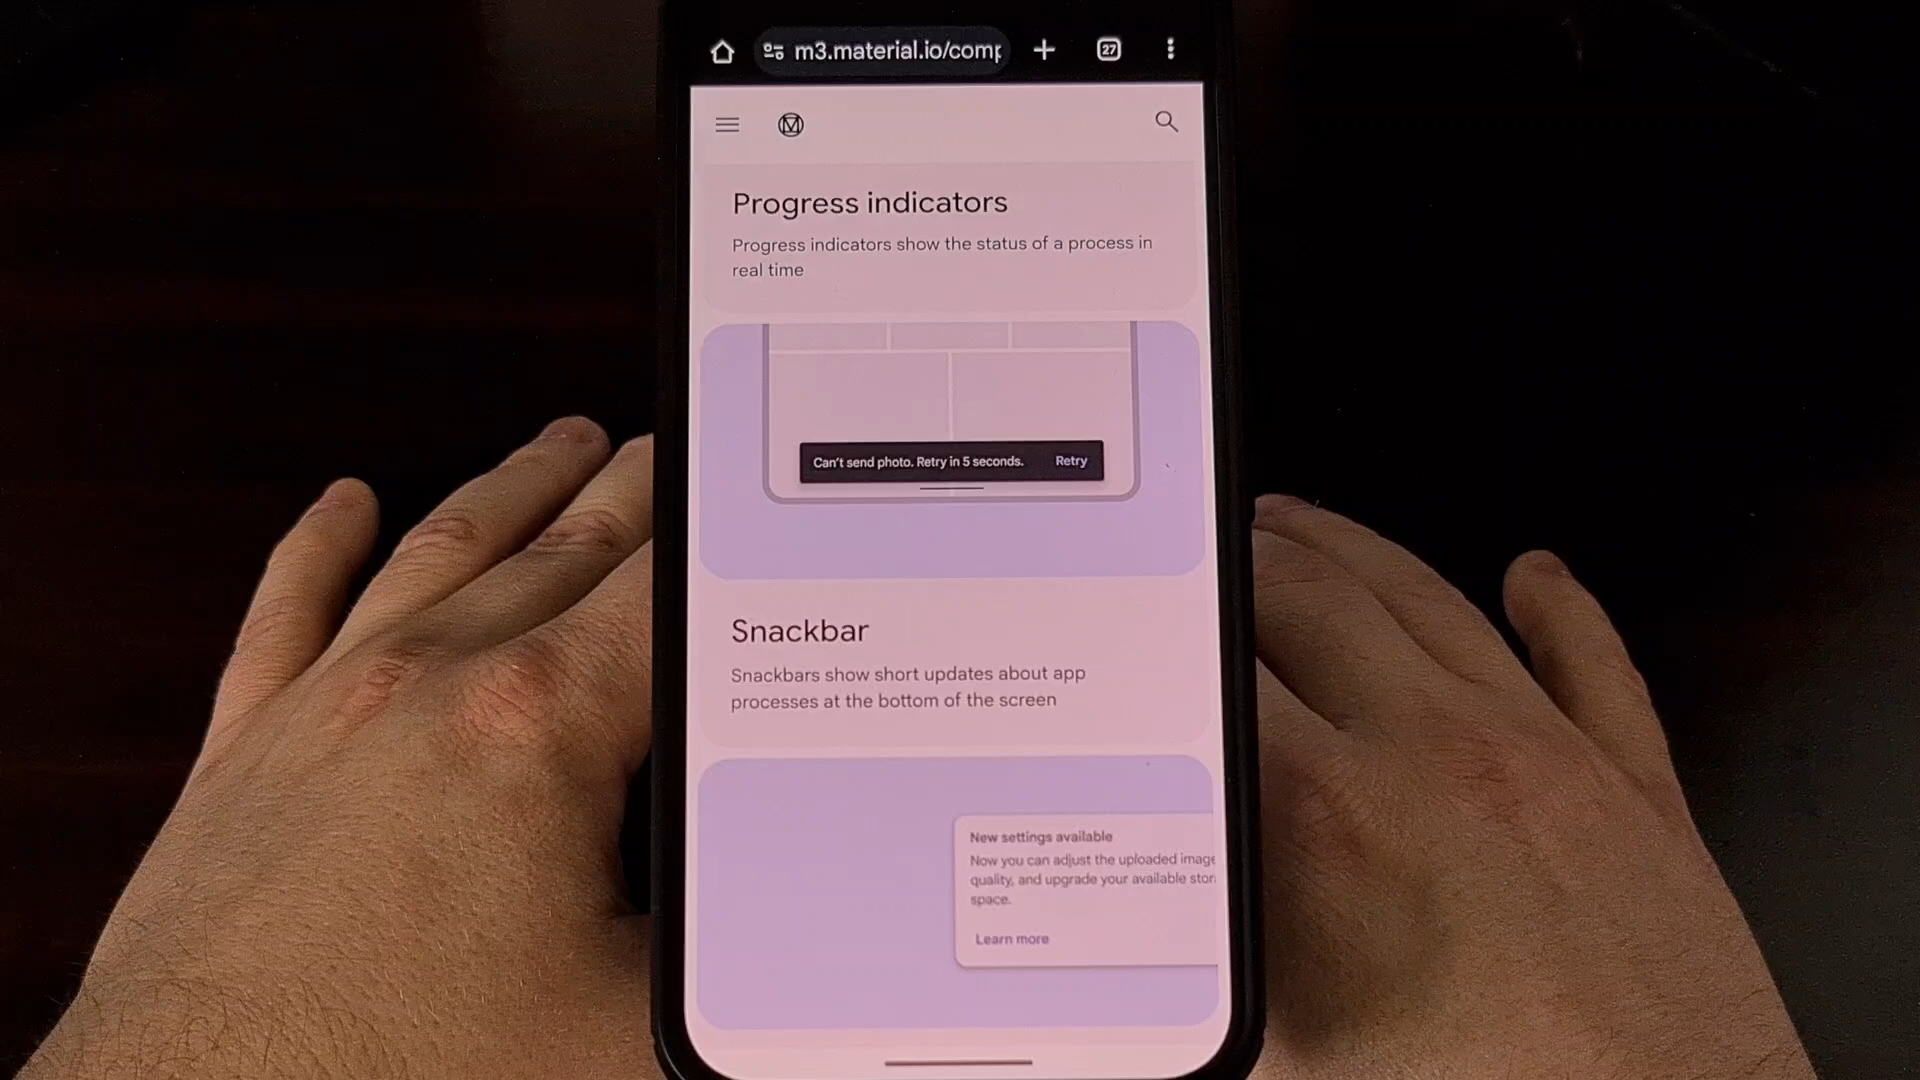 m3.material.io/comp
27
Progress indicators
Progress indicators show the status of a process in
real time
Can't send photo. Retry in 5 seconds. Retry
Snackbar
Snackbars show short updates about app
processes at the bottom of the screen
New settings available
Now you can adjust the uploaded image
quality, and upgrade your available stor
space.
Learn more